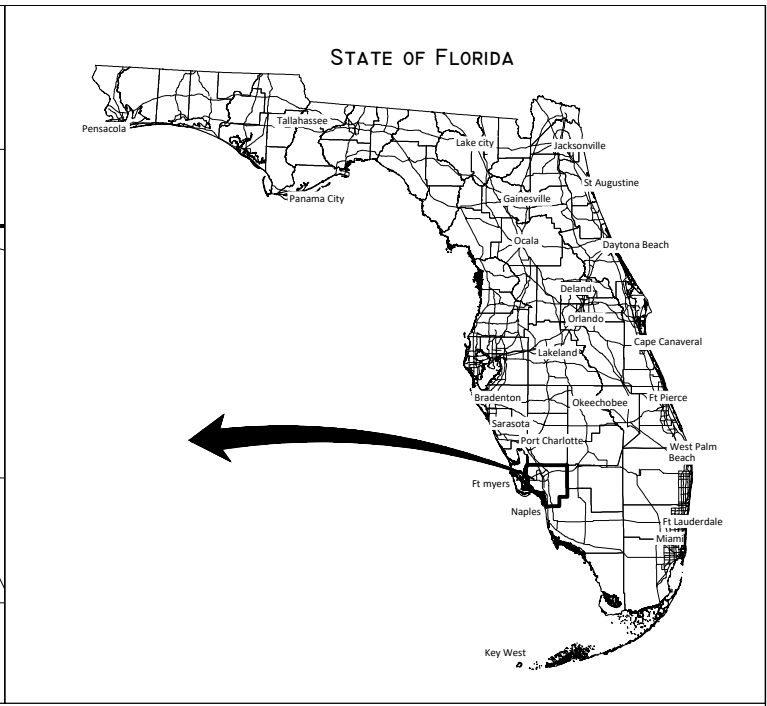 STATE OF FLORIDA
Pensacola
Tallahassee
Lake city
Jacksonville
St Augustine
Panama City
Gainesville
Ocala
Daytona Beach
Deland
Orlando
Cape Canaveral
Lakeland
Bradenton
Okeechobee
Ft Pierce
Sarasota
Port Charlotte
West Palm
Beach
Ft myers
Naples
Ft Lauderdale
Miami
Key West